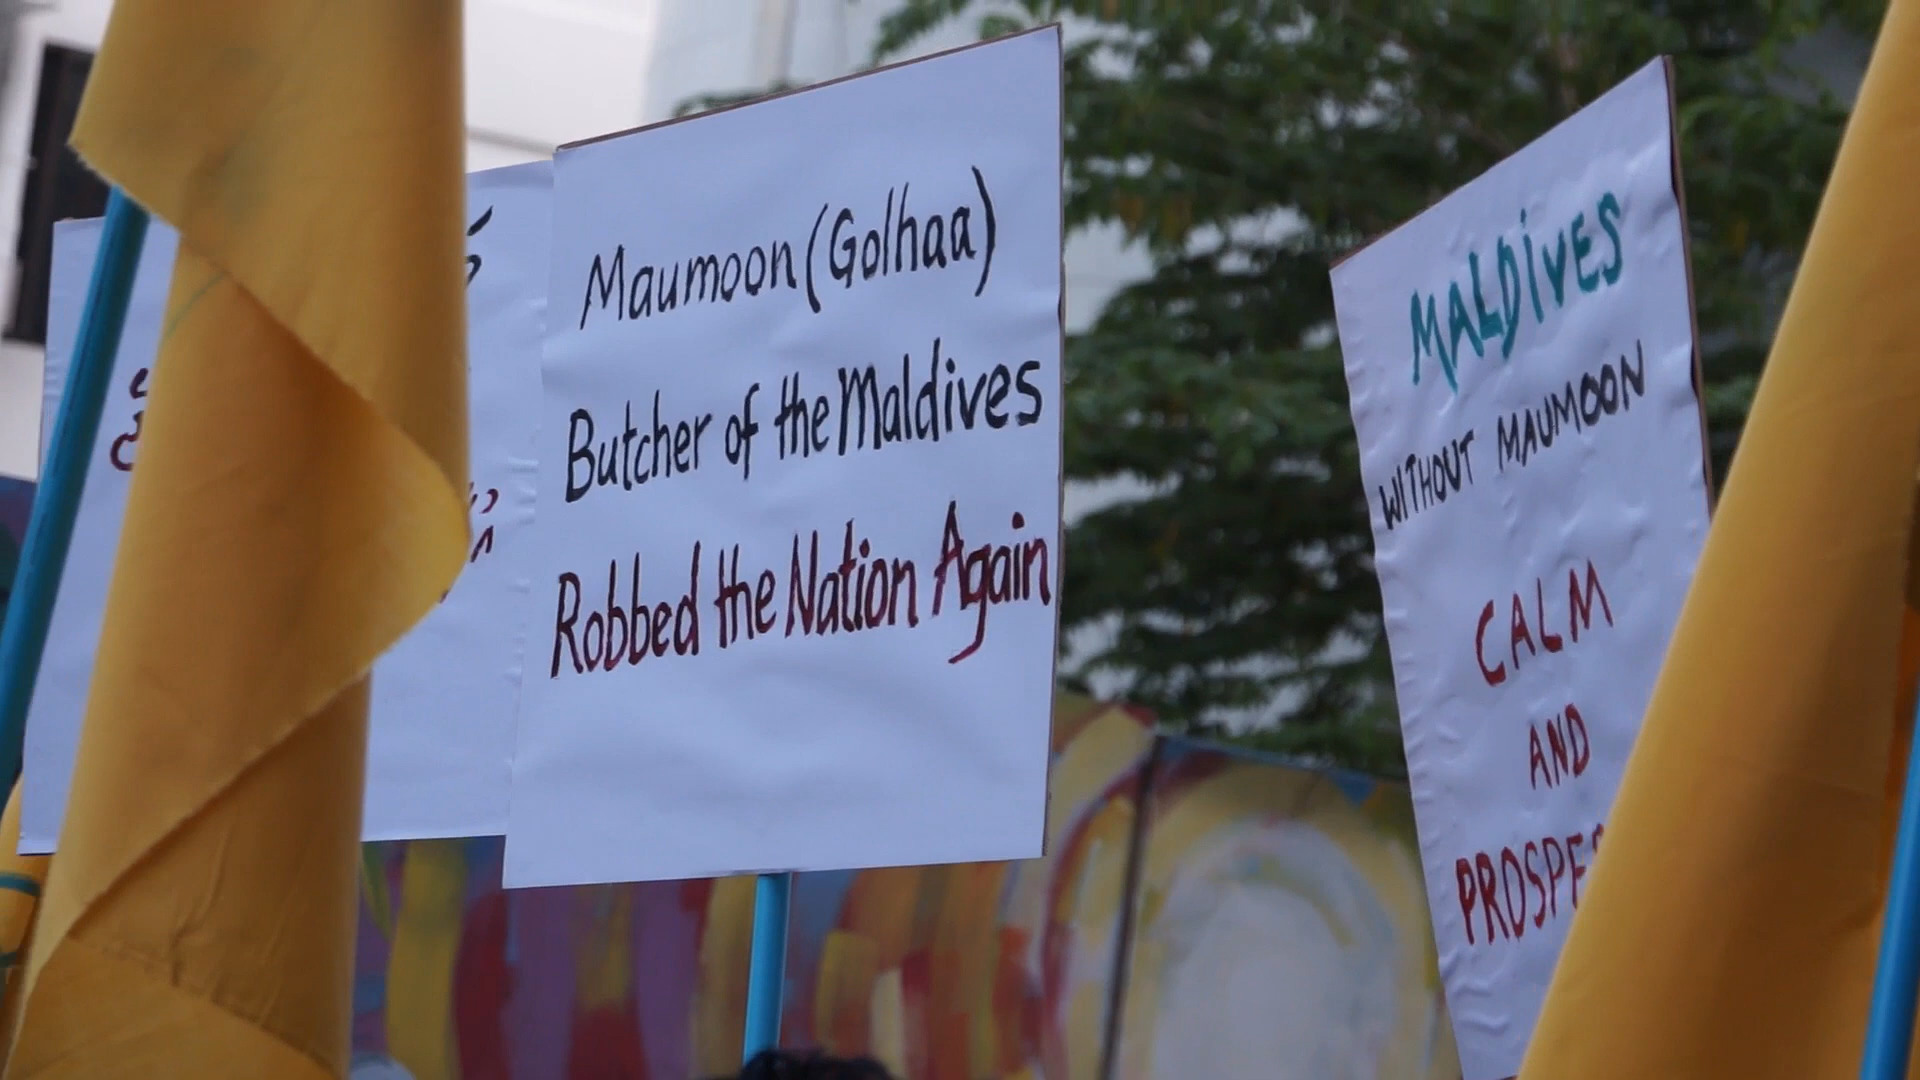 Maumoon (Golhaa)
Butcher of the Maldives
Robbed the Nation Again
MALDiVES
WITHOUT MAUMOON
CALM
AND